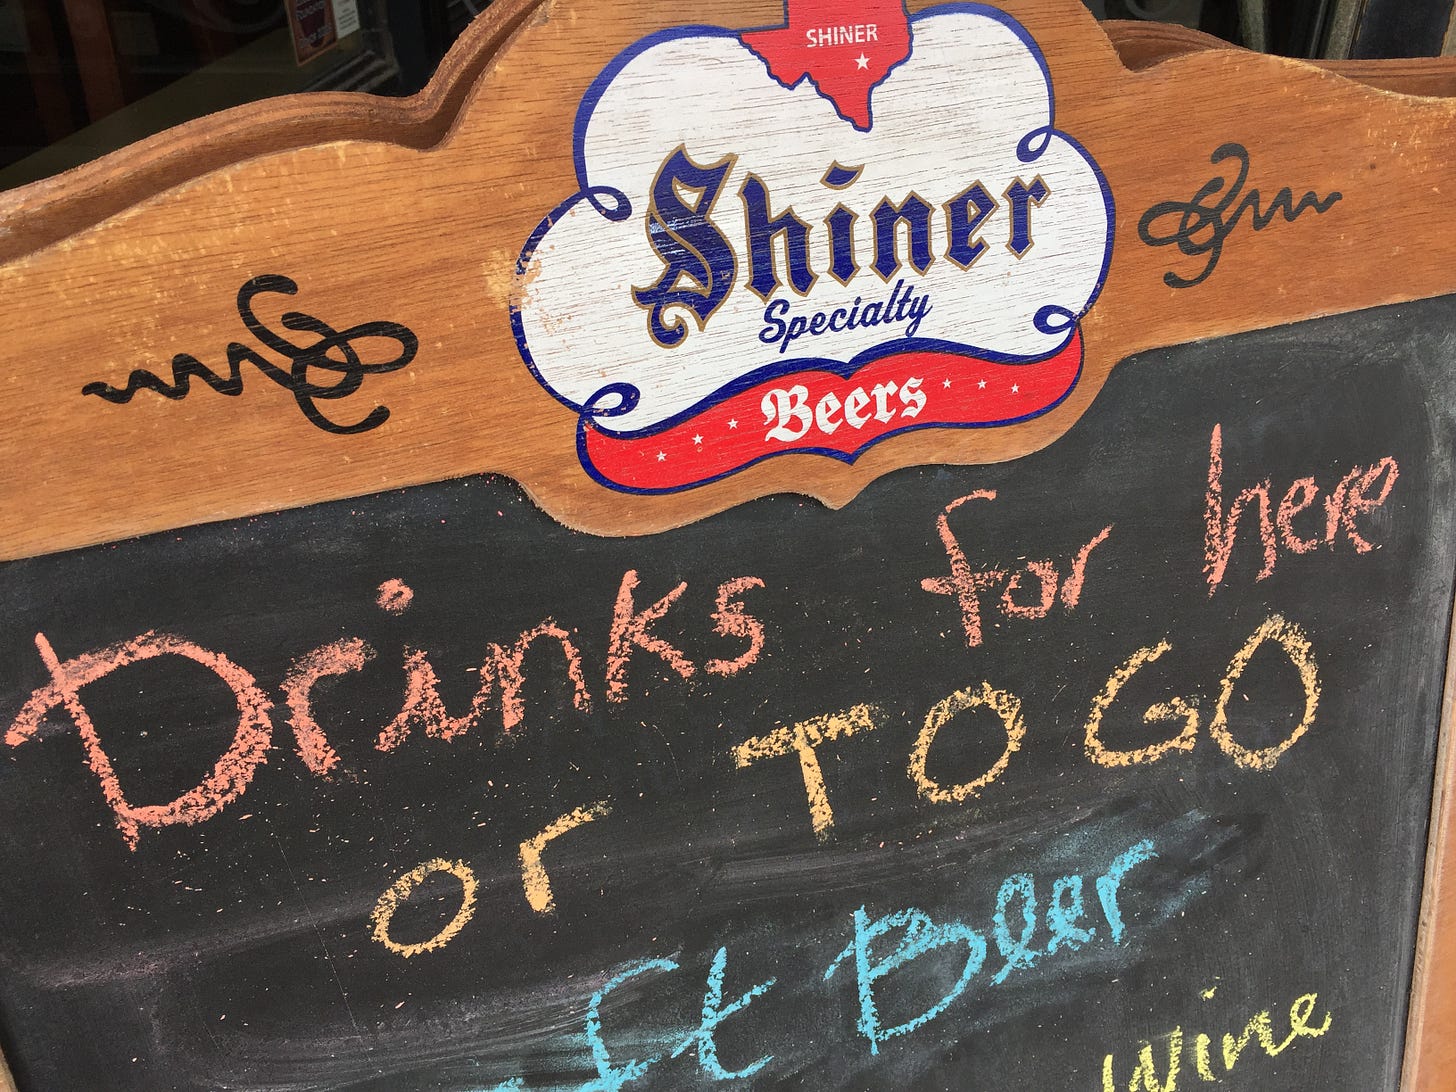 SHINER
Shiner
Specialty
Beers
Drinks for here
or TO GO
Beer
Wine